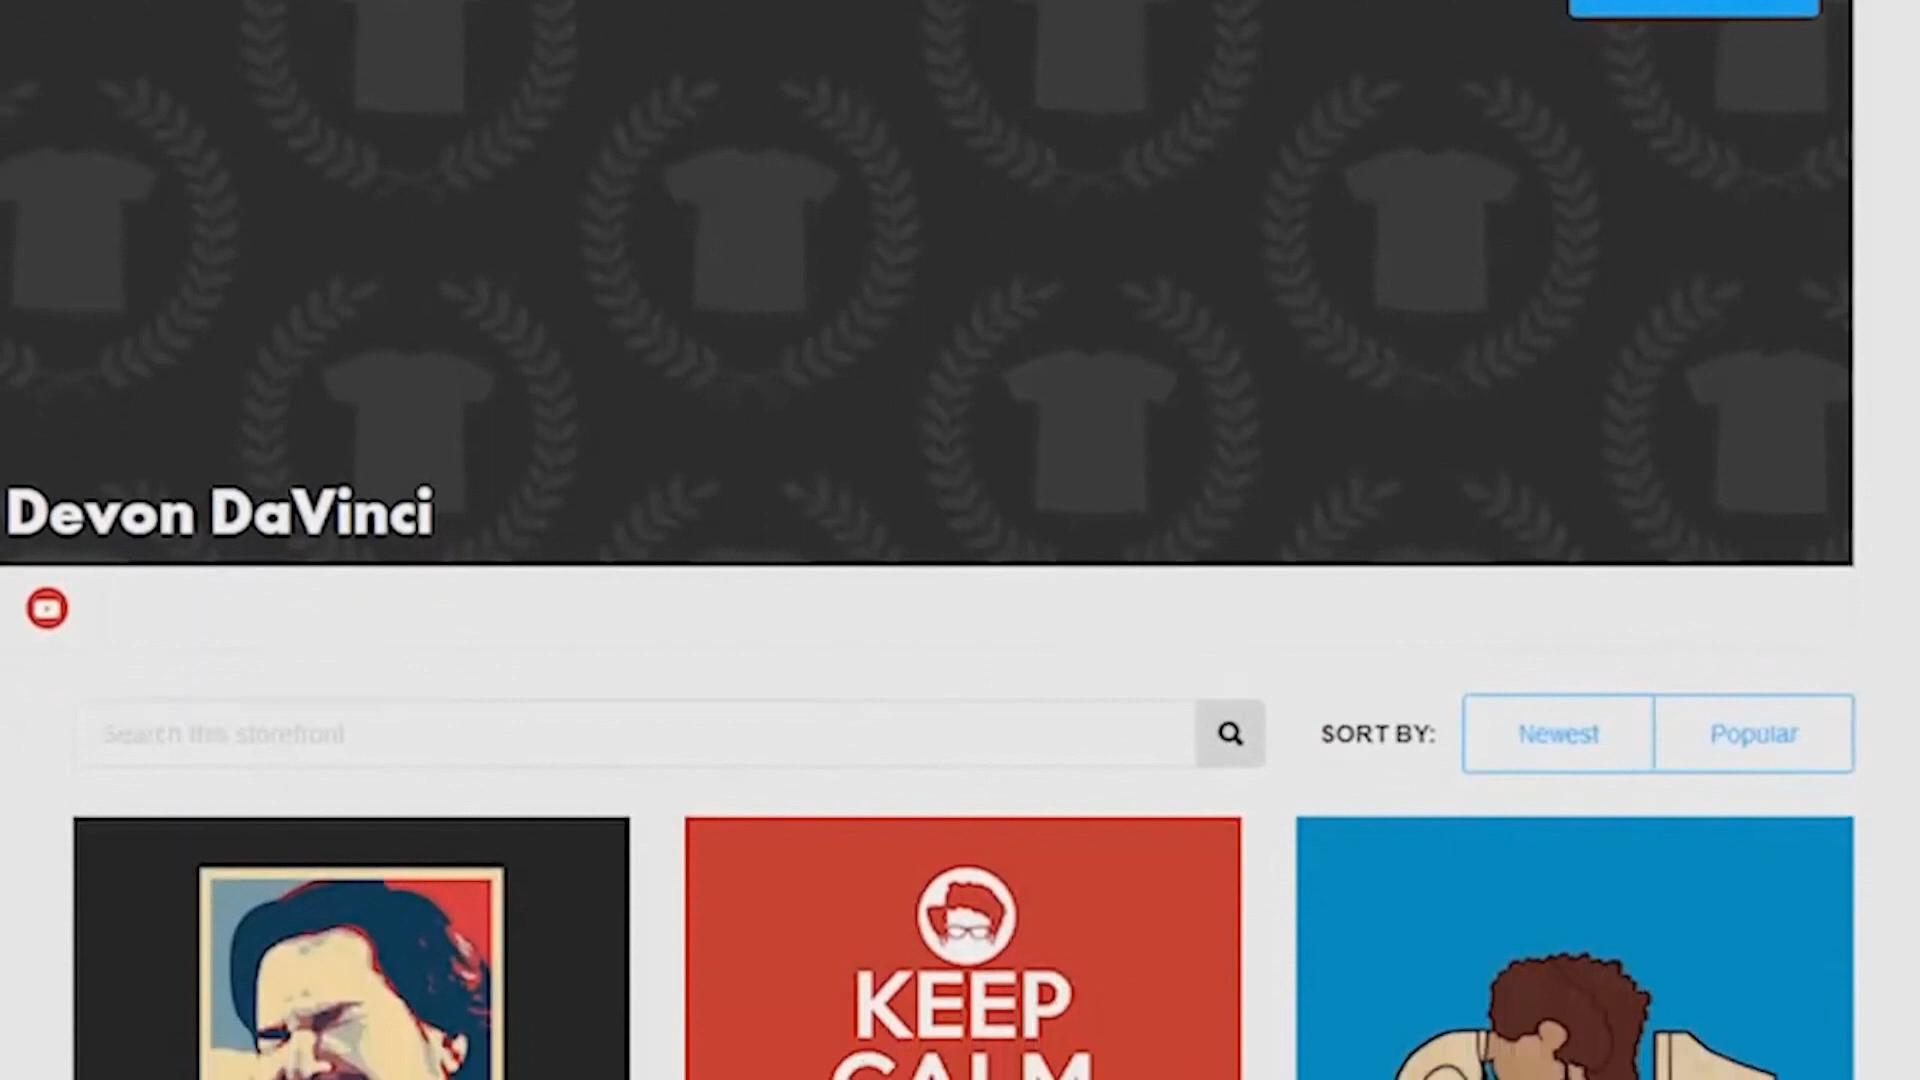 Devon DaVinci
Search this storefront
SORT BY:
Newest
Popular
KEEP
CALM